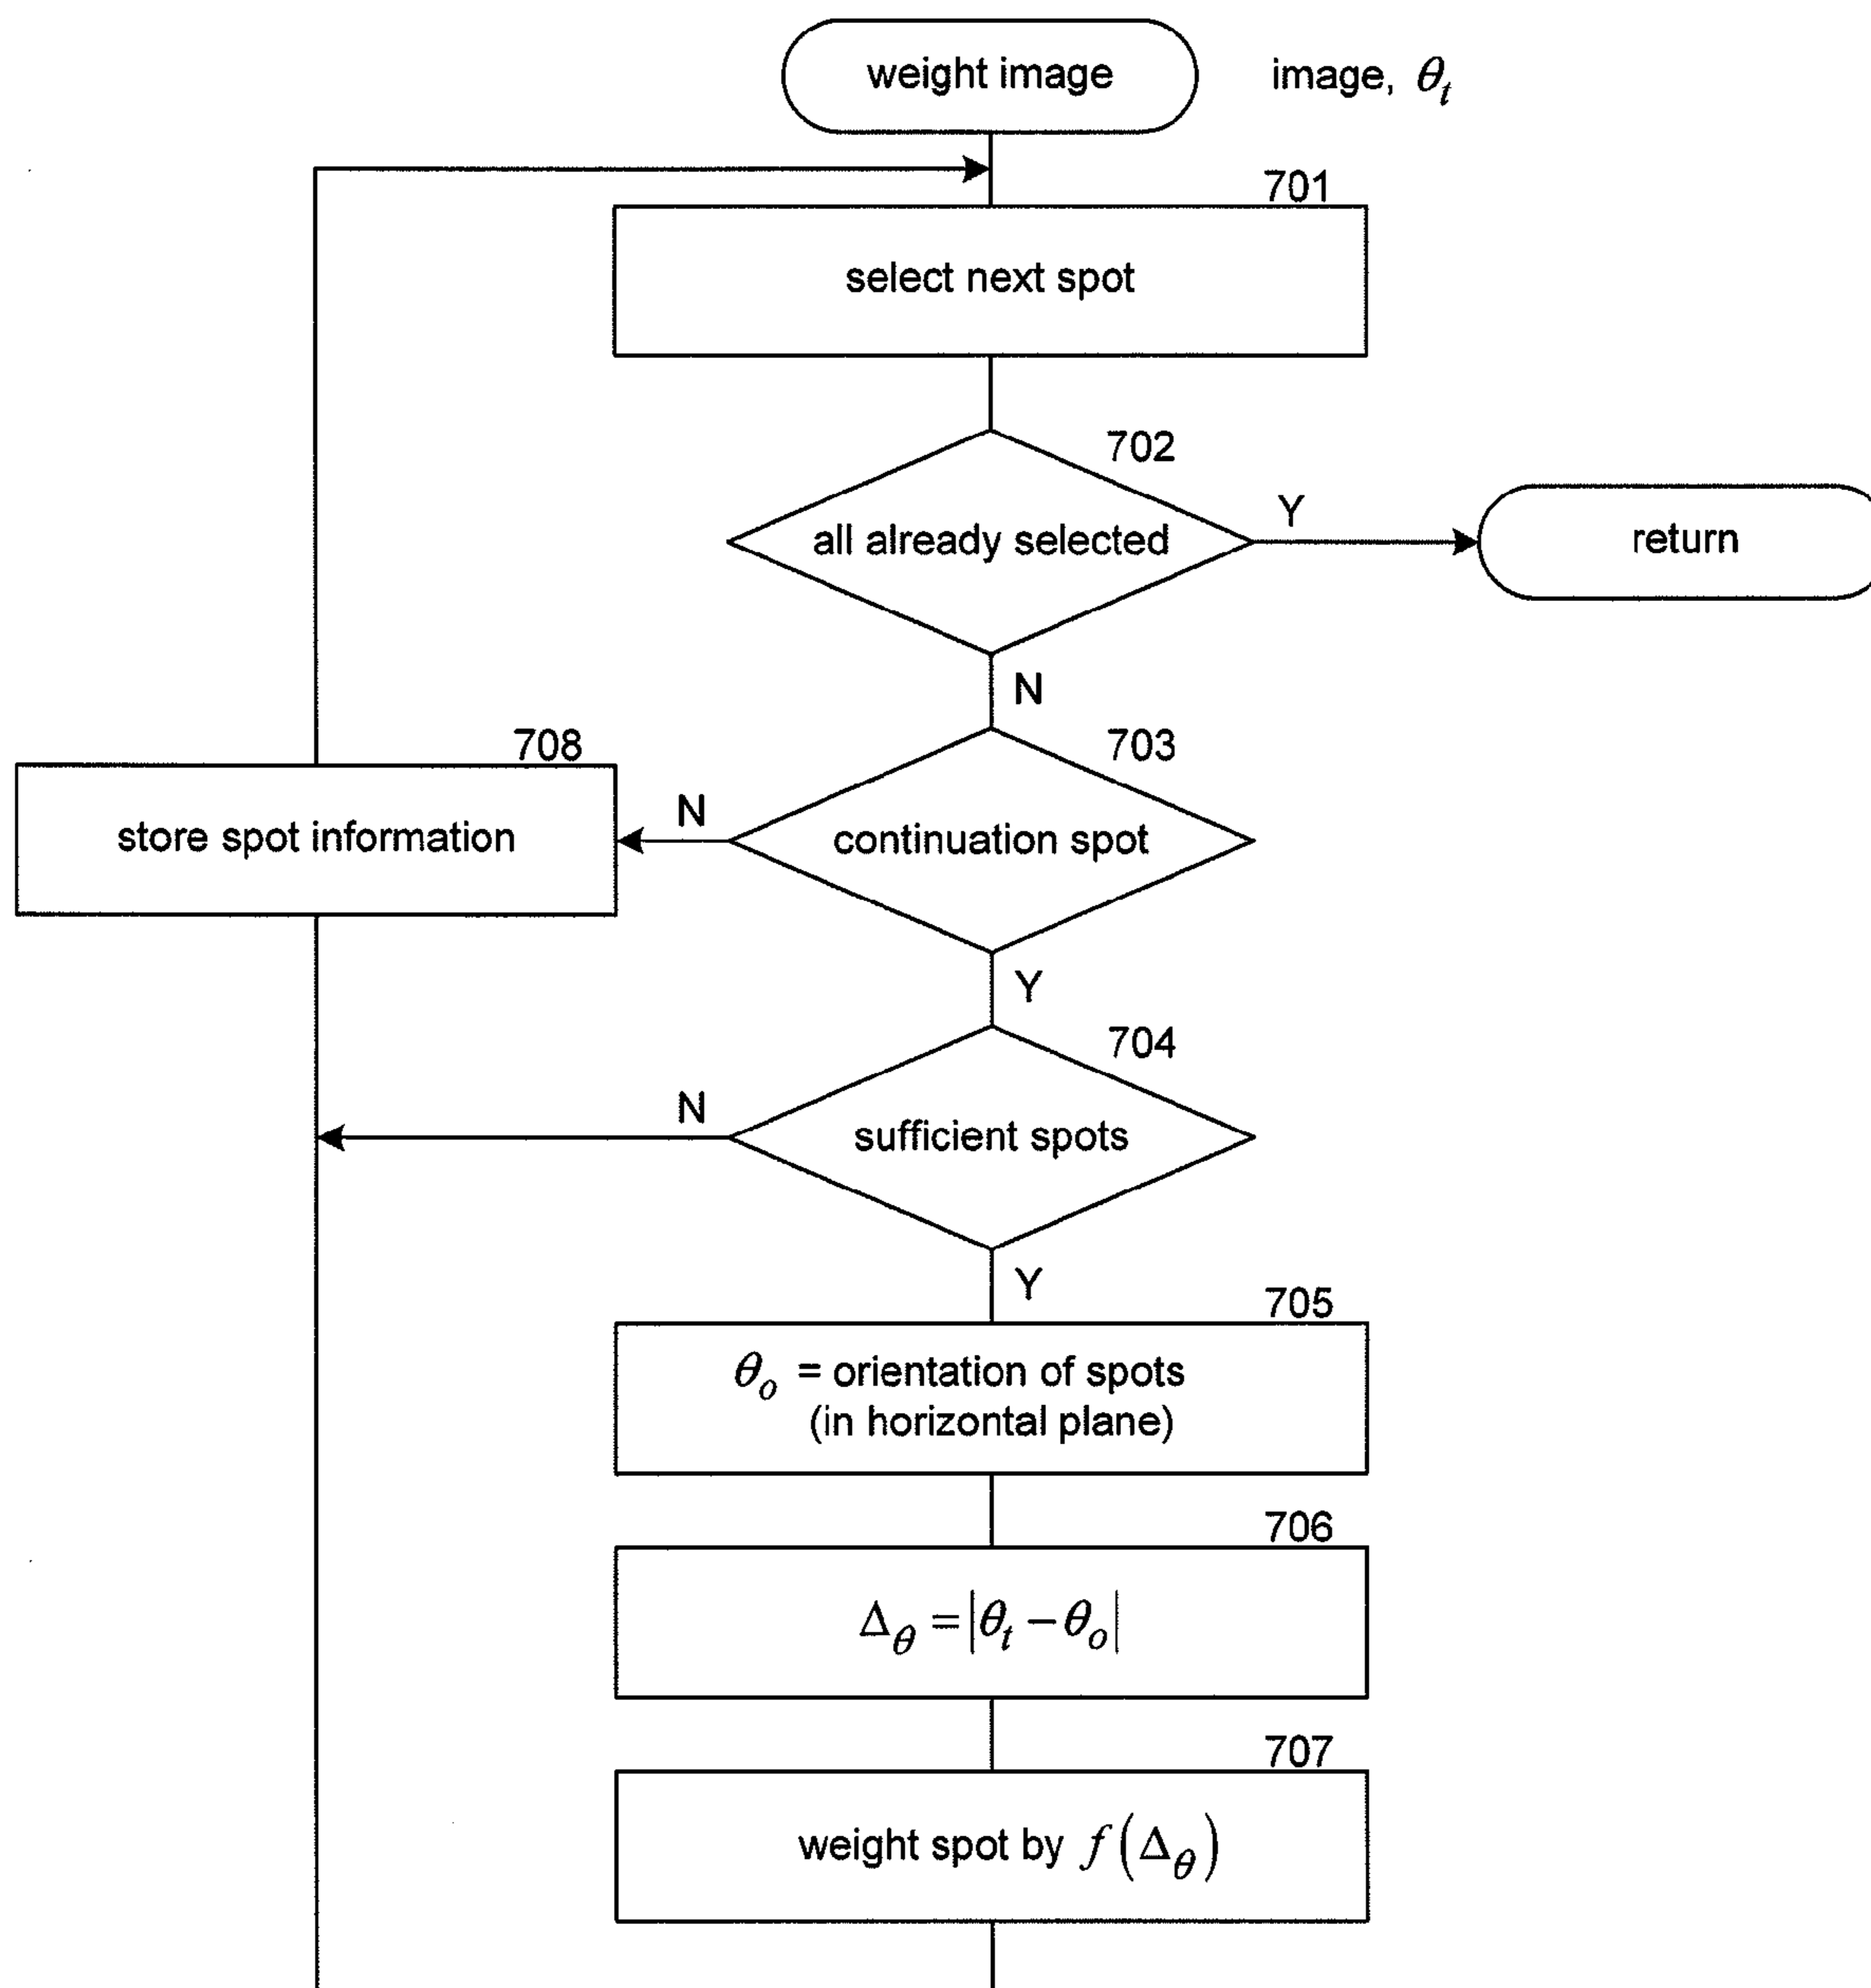 weight image
image, θt
701
select next spot
702
all already selected
Y
return
N
708
703
store spot information
N
continuation spot
Y
704
N
sufficient spots
Y
705
θo = orientation of spots
(in horizontal plane)
706
Δθ = |θt − θo|
707
weight spot by f(Δθ)